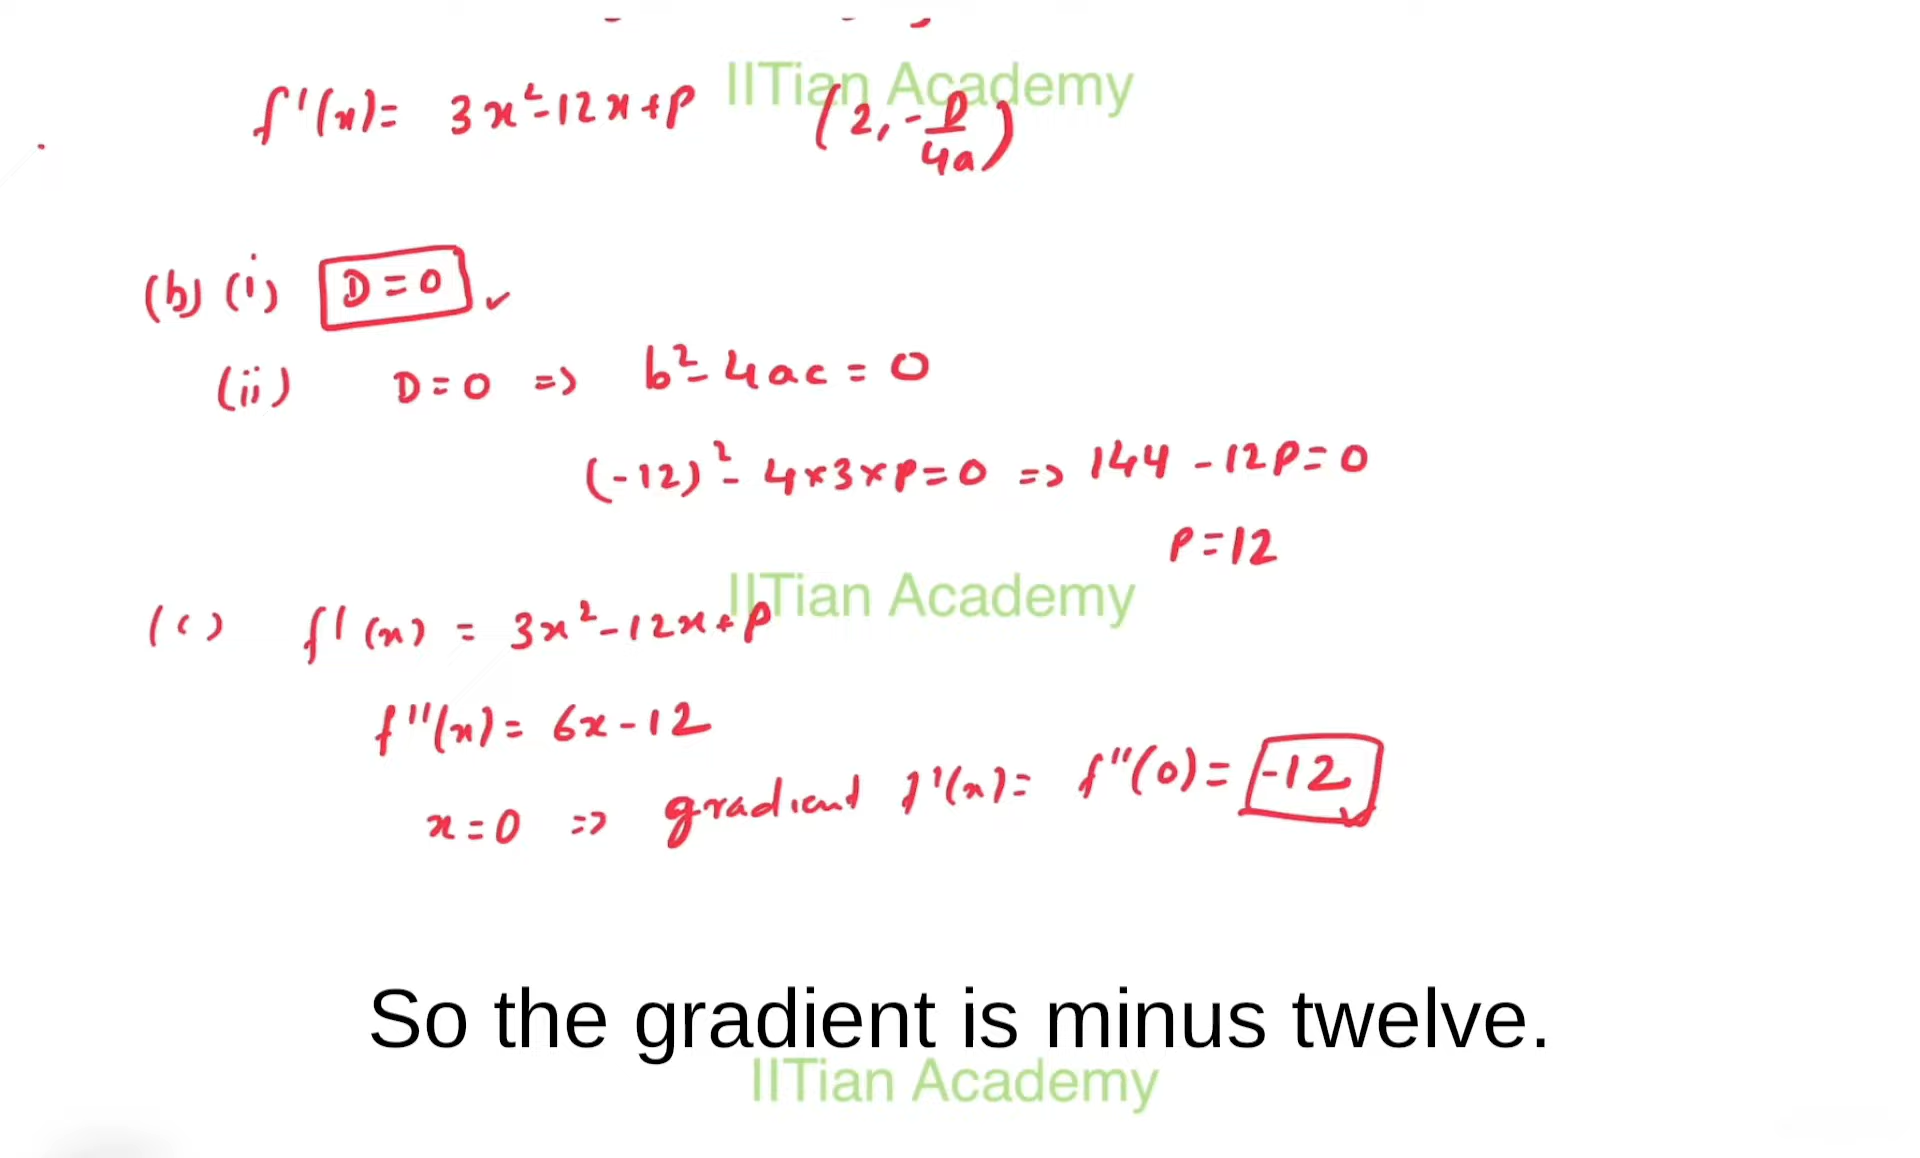 IITian Academy
f'(x) = 3x²-12x+p (2, -D/4a)
(b) (i) D=0 ✓
(ii) D=0 => b²-4ac=0
(-12)²-4×3×p=0 => 144-12p=0
p=12
IITian Academy
(c) f'(x) = 3x²-12x+p
f''(x) = 6x-12
x=0 => gradient f'(x) = f''(0) = -12
So the gradient is minus twelve.
IITian Academy